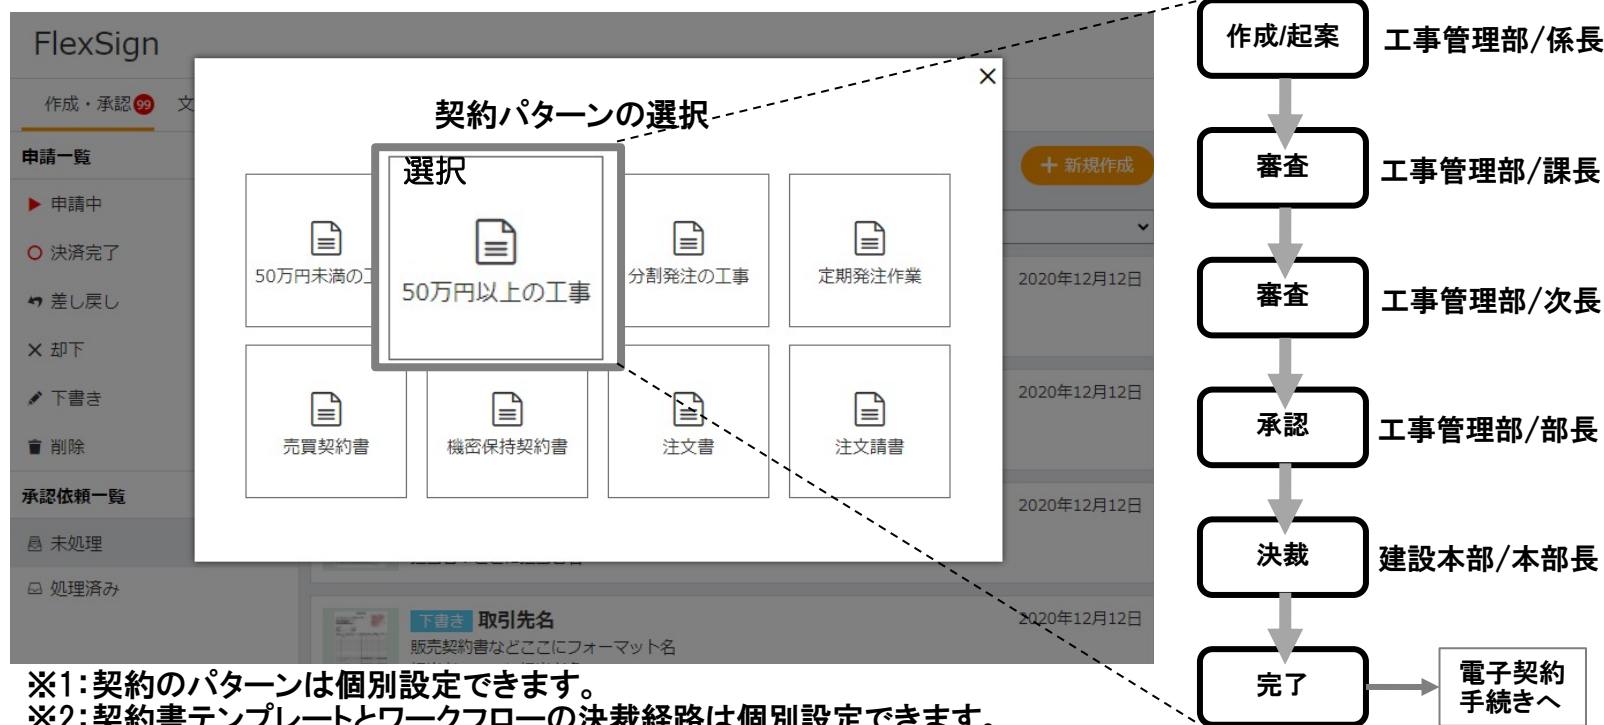 FlexSign
作成・承認 99 文
申請一覧
申請中
決済完了
差し戻し
却下
下書き
削除
承認依頼一覧
未処理
処理済み
契約パターンの選択
選択
50万円未満の工
50万円以上の工事
分割発注の工事
定期発注作業
売買契約書
機密保持契約書
注文書
注文請書
新規作成
2020年12月12日
2020年12月12日
2020年12月12日
下書き 取引先名 2020年12月12日
販売契約書などここにフォーマット名
作成/起案 工事管理部/係長
審査 工事管理部/課長
審査 工事管理部/次長
承認 工事管理部/部長
決裁 建設本部/本部長
完了
電子契約
手続きへ
※1：契約のパターンは個別設定できます。
※2：契約書テンプレートとワークフローの決裁経路は個別設定できます。